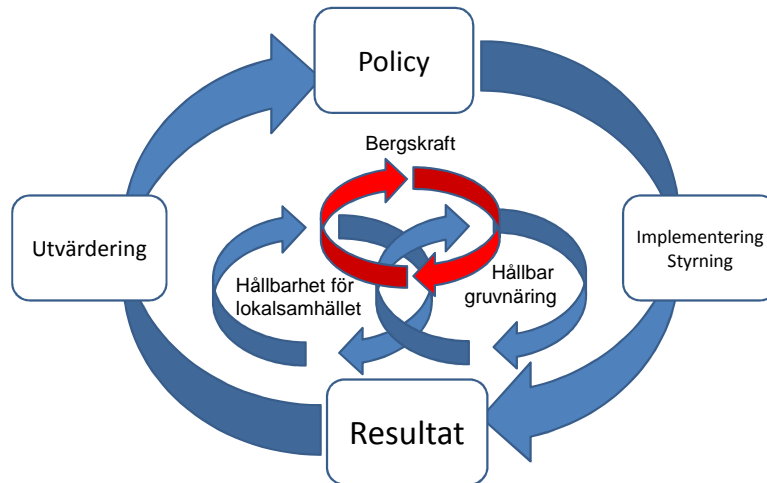 Policy
Bergskraft
Utvärdering
Implementering
Styrning
Hållbarhet för
lokalsamhället
Hållbar
gruvnäring
Resultat